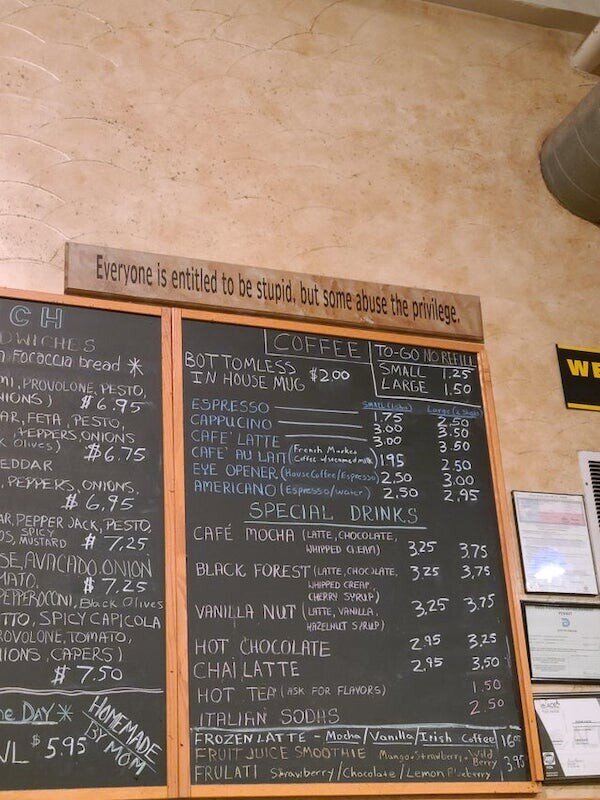 Everyone is entitled to be stupid, but some abuse the privilege.
CH
DWICHES
Focaccia bread *
PROVOLONE, PESTO,
NIONS) $6.95
FETA, PESTO,
PEPPERS, ONIONS
olives) $6.75
EDDAR
PEPPERS, ONIONS,
$6.95
PEPPER JACK, PESTO,
SPICY
MUSTARD $7.25
AVACADO, ONION
MATO, $7.25
PEPPEROCONI, Black Olives
TTO, SPICY CAPICOLA
ROVOLONE, TOMATO,
IONS, CAPERS)
$7.50
e DAY *
HOMEMADE
BY MOM
WL $5.95
COFFEE
BOTTOMLESS
IN HOUSE MUG $2.00
TO-GO NO REFILL
SMALL 1.25
LARGE 1.50
SMALL Large
ESPRESSO 1.75 2.50
CAPPUCINO 3.00 3.50
CAFE' LATTE 3.00 3.50
CAFE' AU LAIT (French Market Coffee w/steamed milk) 1.95 2.50
EYE OPENER (House Coffee/Espresso) 2.50 3.00
AMERICANO (Espresso/water) 2.50 2.95
SPECIAL DRINKS
CAFÉ MOCHA (LATTE, CHOCOLATE, 3.25 3.75
WHIPPED CREAM)
BLACK FOREST (LATTE, CHOCOLATE, 3.25 3.75
WHIPPED CREAM,
CHERRY SYRUP)
VANILLA NUT (LATTE, VANILLA, 3.25 3.75
HAZELNUT SYRUP)
HOT CHOCOLATE 2.95 3.25
CHAI LATTE 2.95 3.50
HOT TEA (ASK FOR FLAVORS) 1.50
ITALIAN SODAS 2.50
FROZEN LATTE - Mocha/Vanilla/Irish Coffee 16oz
FRUIT JUICE SMOOTHIE Mango, Strawberry, Wild Berry 3.95
FRULATI Strawberry/Chocolate/Lemon Blueberry
WE